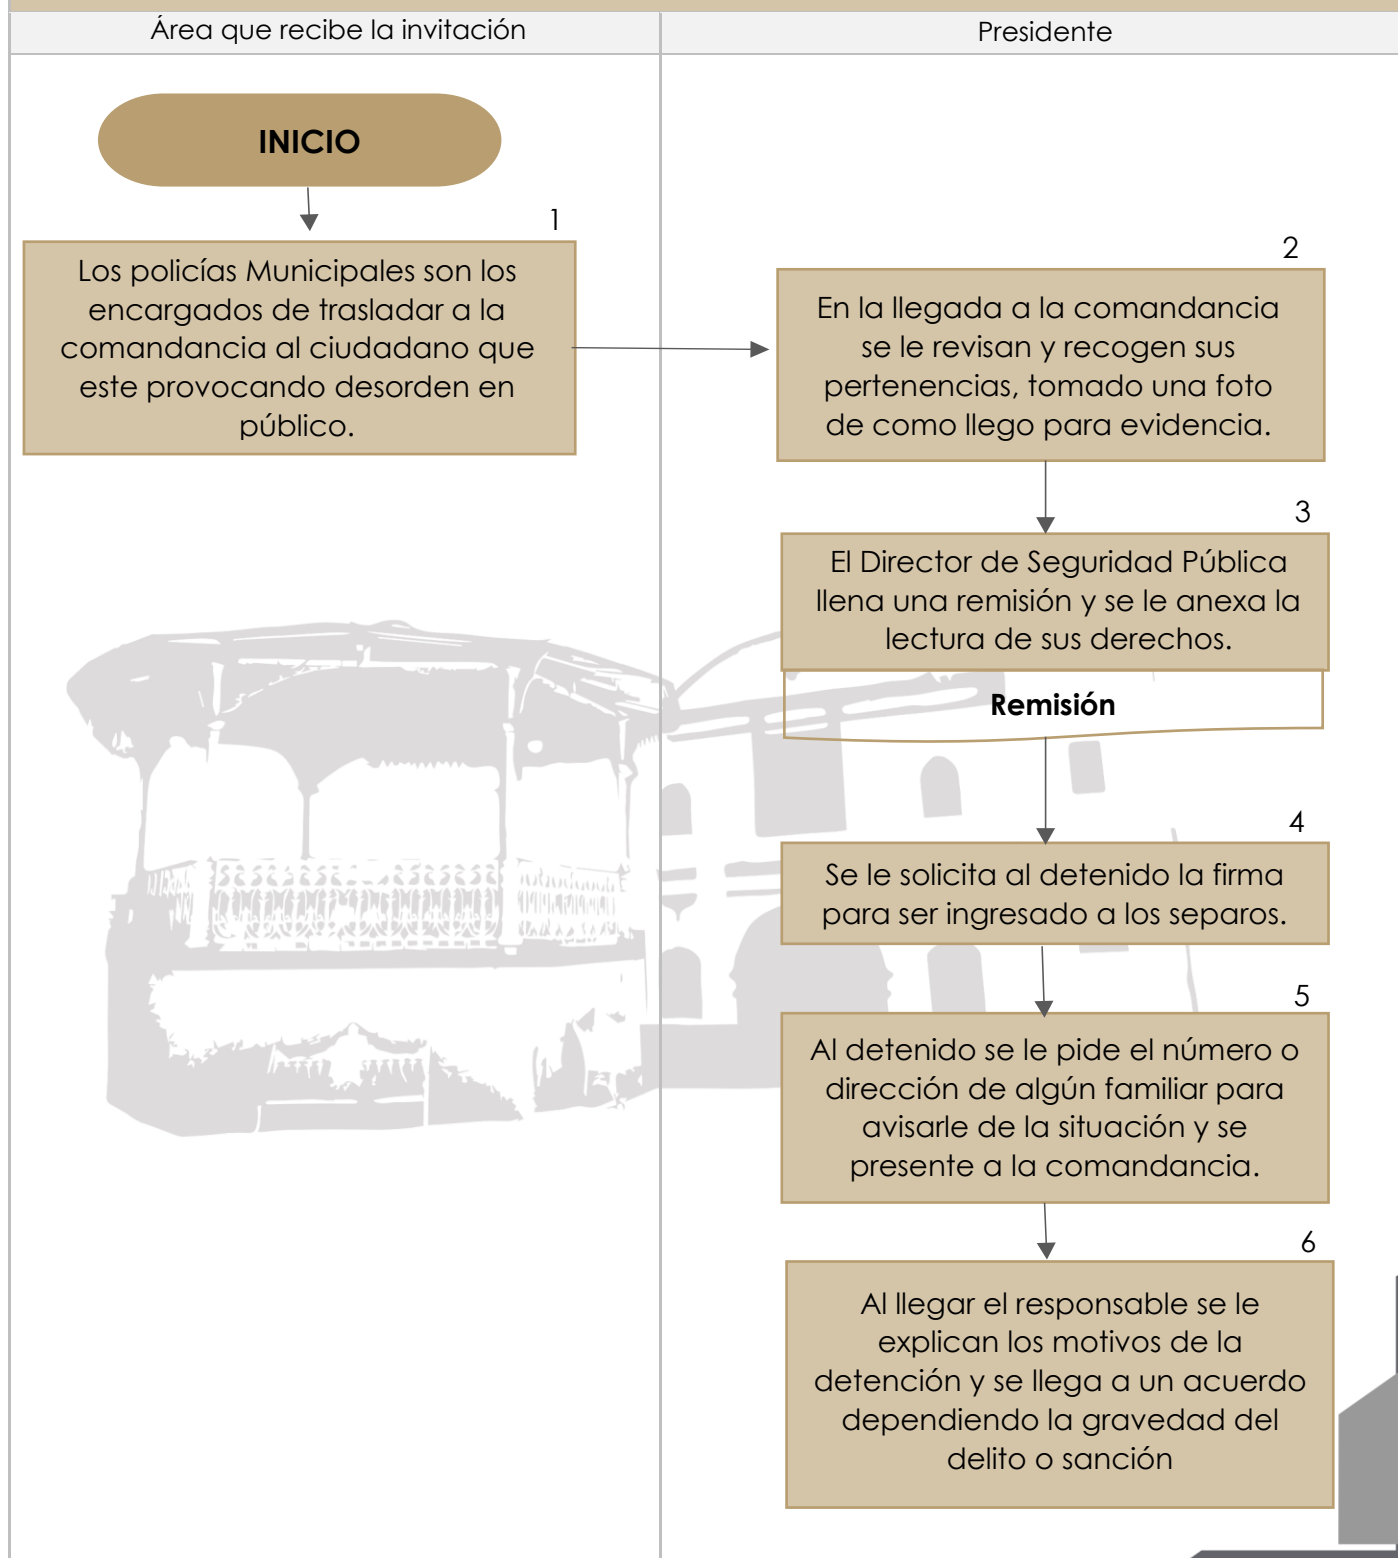 Área que recibe la invitación
Presidente
INICIO
1
Los policías Municipales son los
encargados de trasladar a la
comandancia al ciudadano que
este provocando desorden en
público.
2
En la llegada a la comandancia
se le revisan y recogen sus
pertenencias, tomado una foto
de como llego para evidencia.
3
El Director de Seguridad Pública
llena una remisión y se le anexa la
lectura de sus derechos.
Remisión
4
Se le solicita al detenido la firma
para ser ingresado a los separos.
5
Al detenido se le pide el número o
dirección de algún familiar para
avisarle de la situación y se
presente a la comandancia.
6
Al llegar el responsable se le
explican los motivos de la
detención y se llega a un acuerdo
dependiendo la gravedad del
delito o sanción